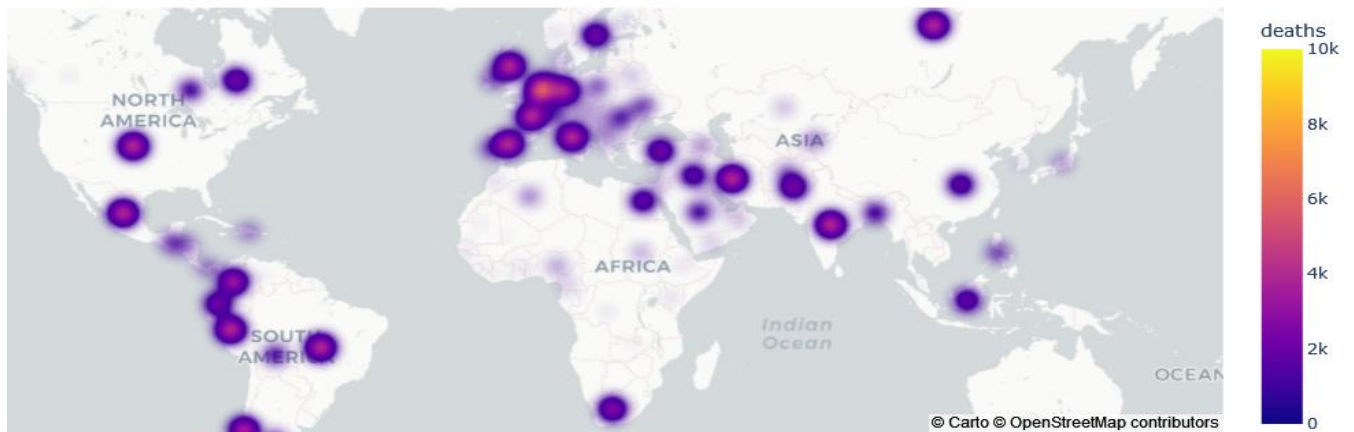 deaths
10k
8k
6k
4k
2k
0
NORTH
AMERICA
ASIA
AFRICA
SOUTH
AMERICA
Indian
Ocean
OCEAN
© Carto © OpenStreetMap contributors